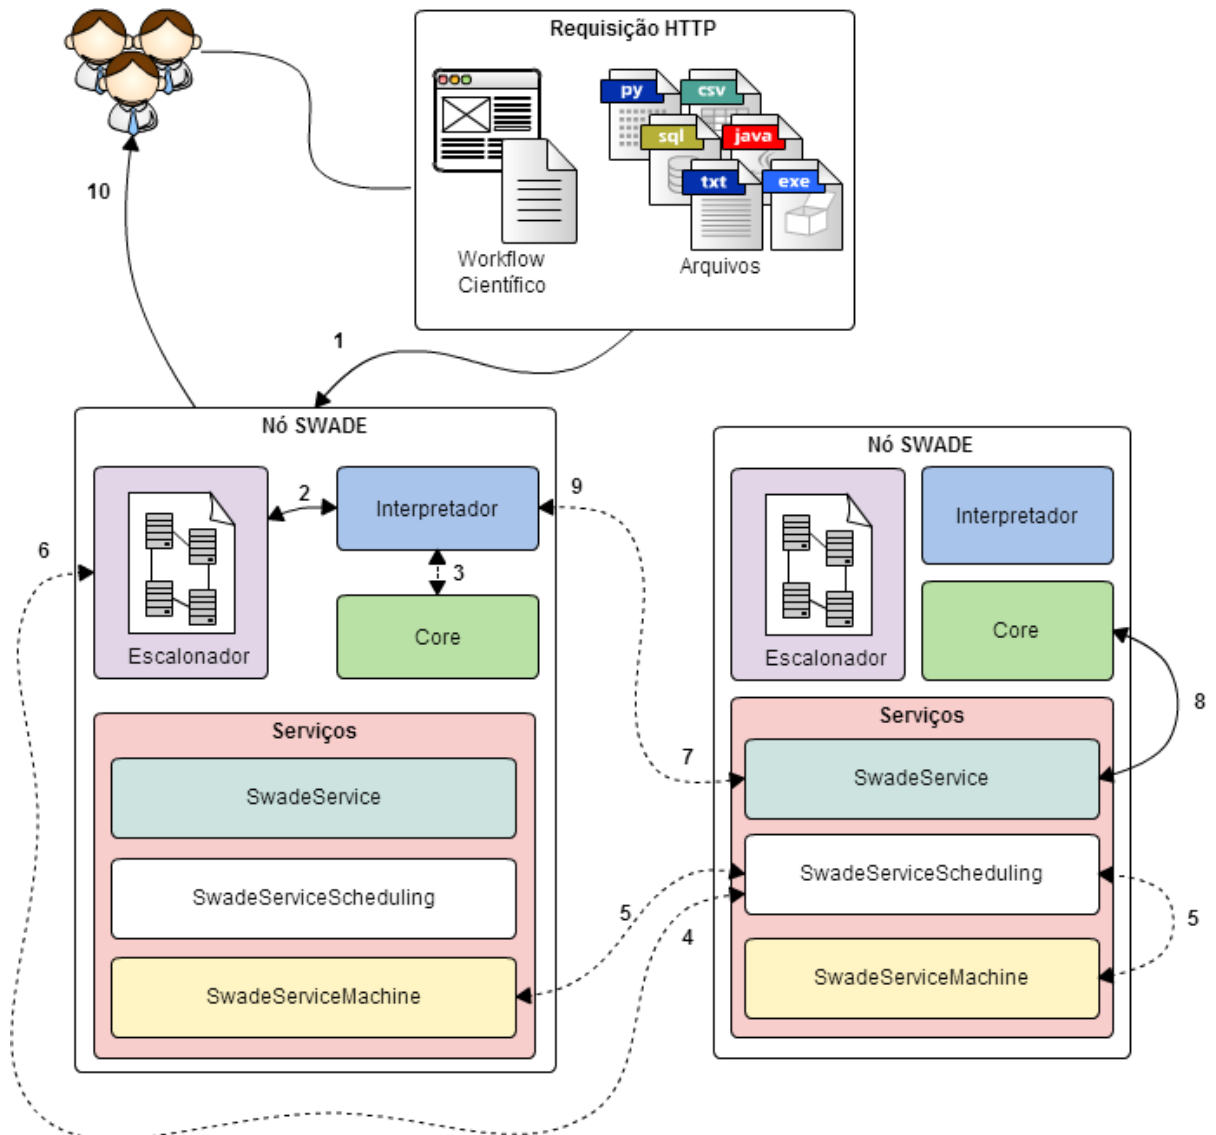 Requisição HTTP
py
csv
sql
java
txt
exe
Workflow
Científico
Arquivos
10
1
Nó SWADE
2
Interpretador
9
6
3
Core
Escalonador
Serviços
SwadeService
SwadeServiceScheduling
SwadeServiceMachine
Nó SWADE
Interpretador
Core
Escalonador
8
Serviços
7
SwadeService
SwadeServiceScheduling
5
4
5
SwadeServiceMachine